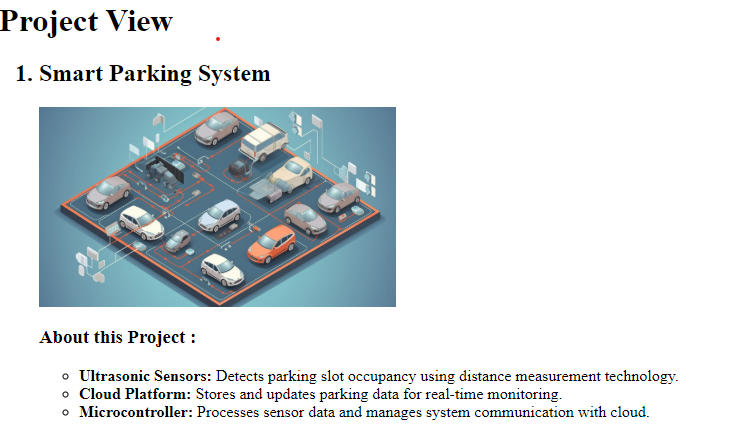 Project View
1. Smart Parking System
About this Project :
Ultrasonic Sensors: Detects parking slot occupancy using distance measurement technology.
Cloud Platform: Stores and updates parking data for real-time monitoring.
Microcontroller: Processes sensor data and manages system communication with cloud.